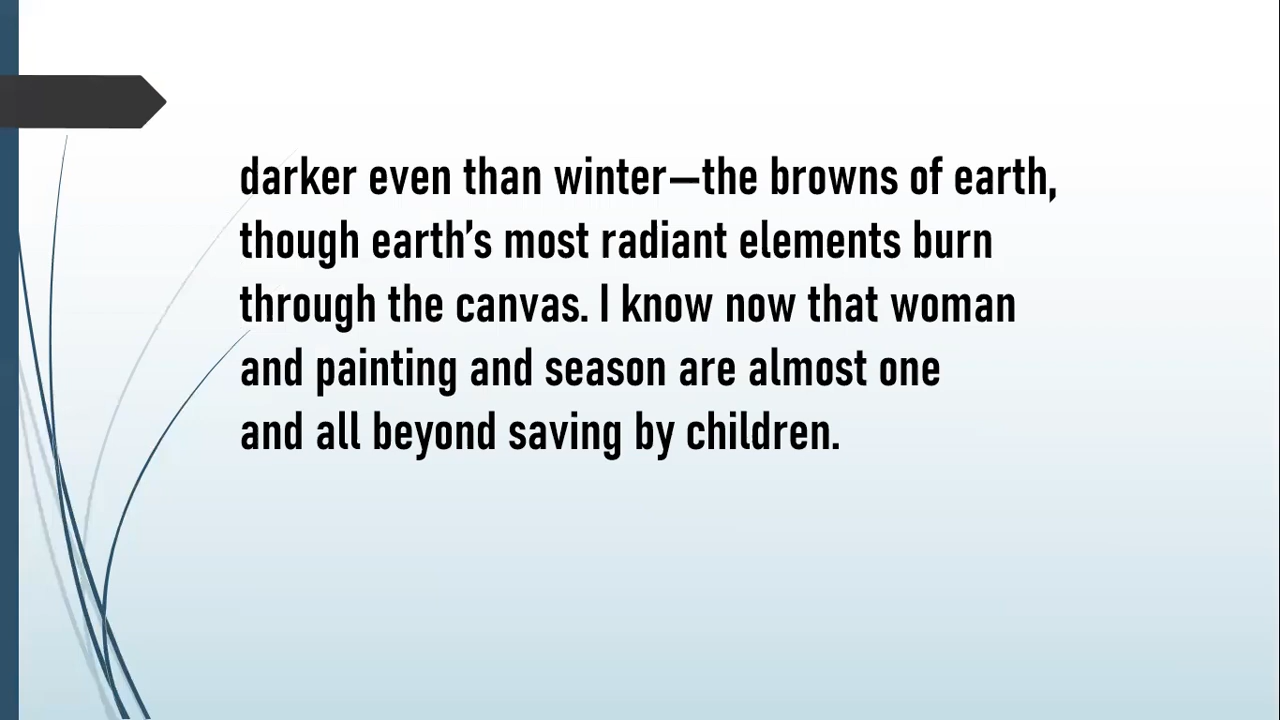 darker even than winter—the browns of earth,
though earth’s most radiant elements burn
through the canvas. I know now that woman
and painting and season are almost one
and all beyond saving by children.